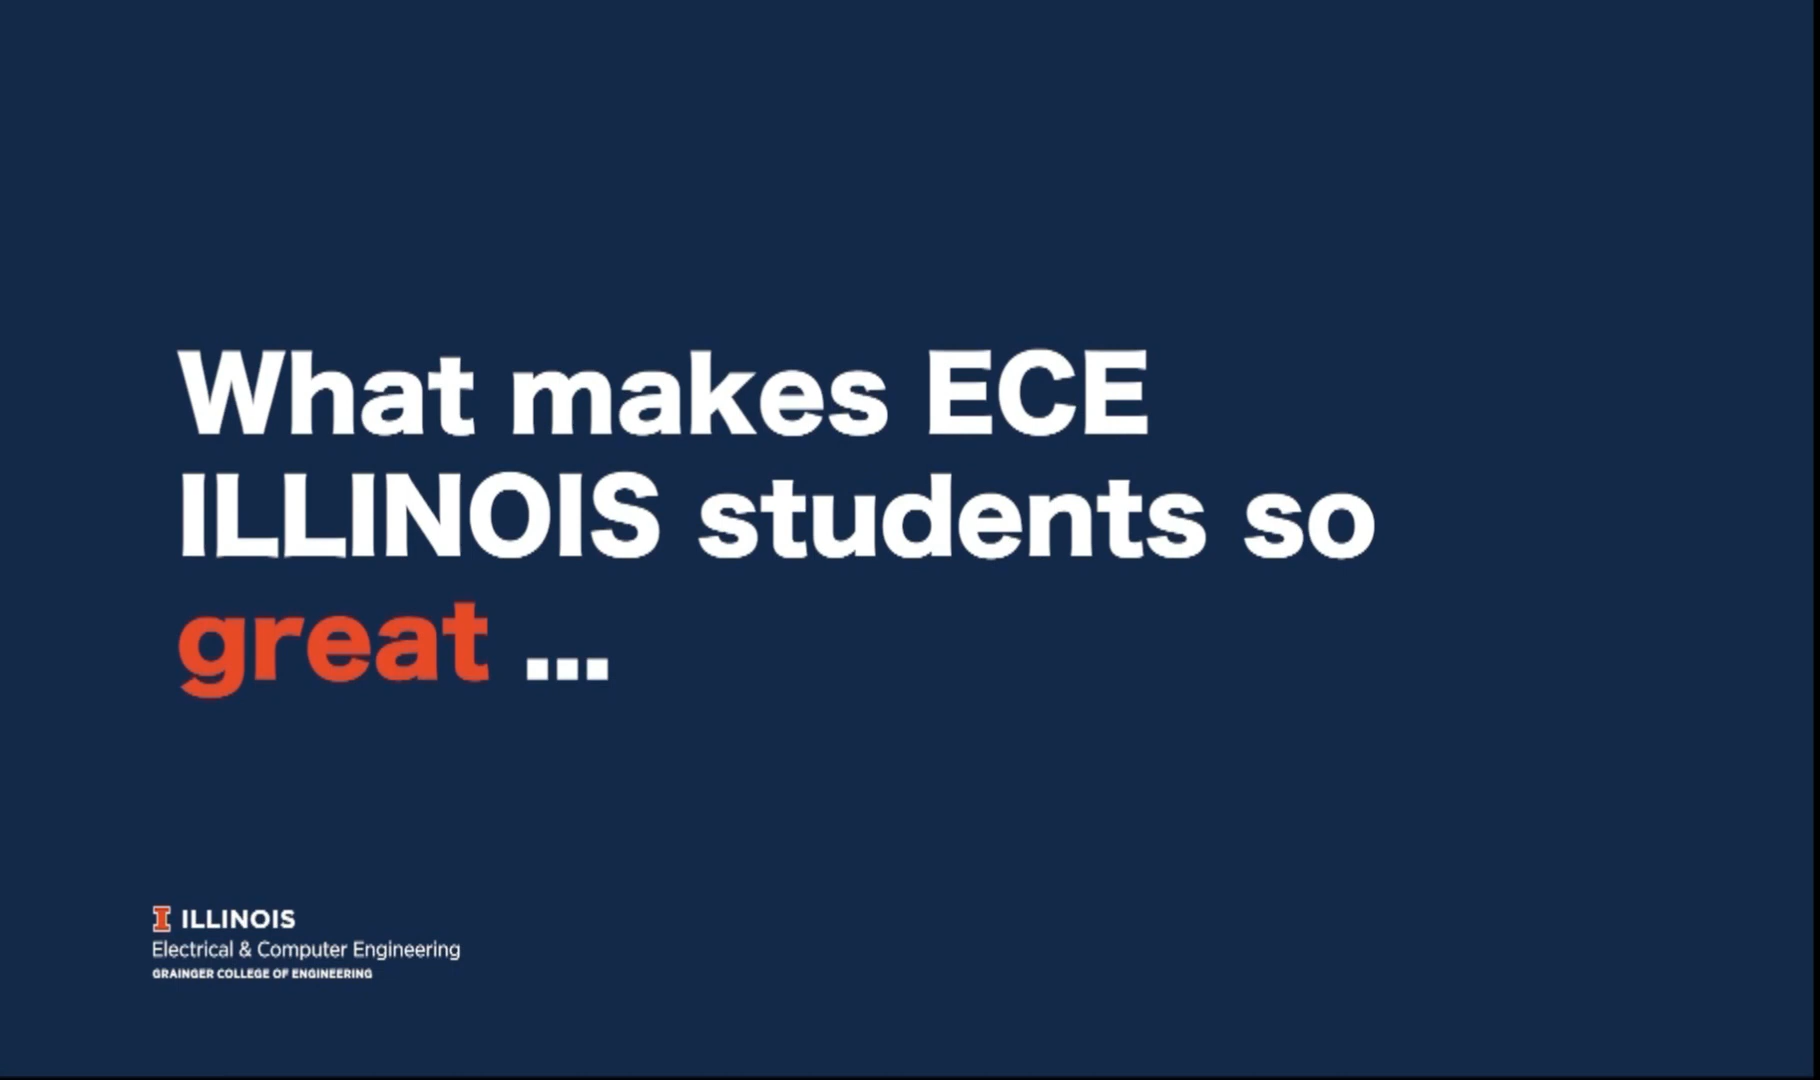 What makes ECE
ILLINOIS students so
great ...
I ILLINOIS
Electrical & Computer Engineering
GRAINGER COLLEGE OF ENGINEERING